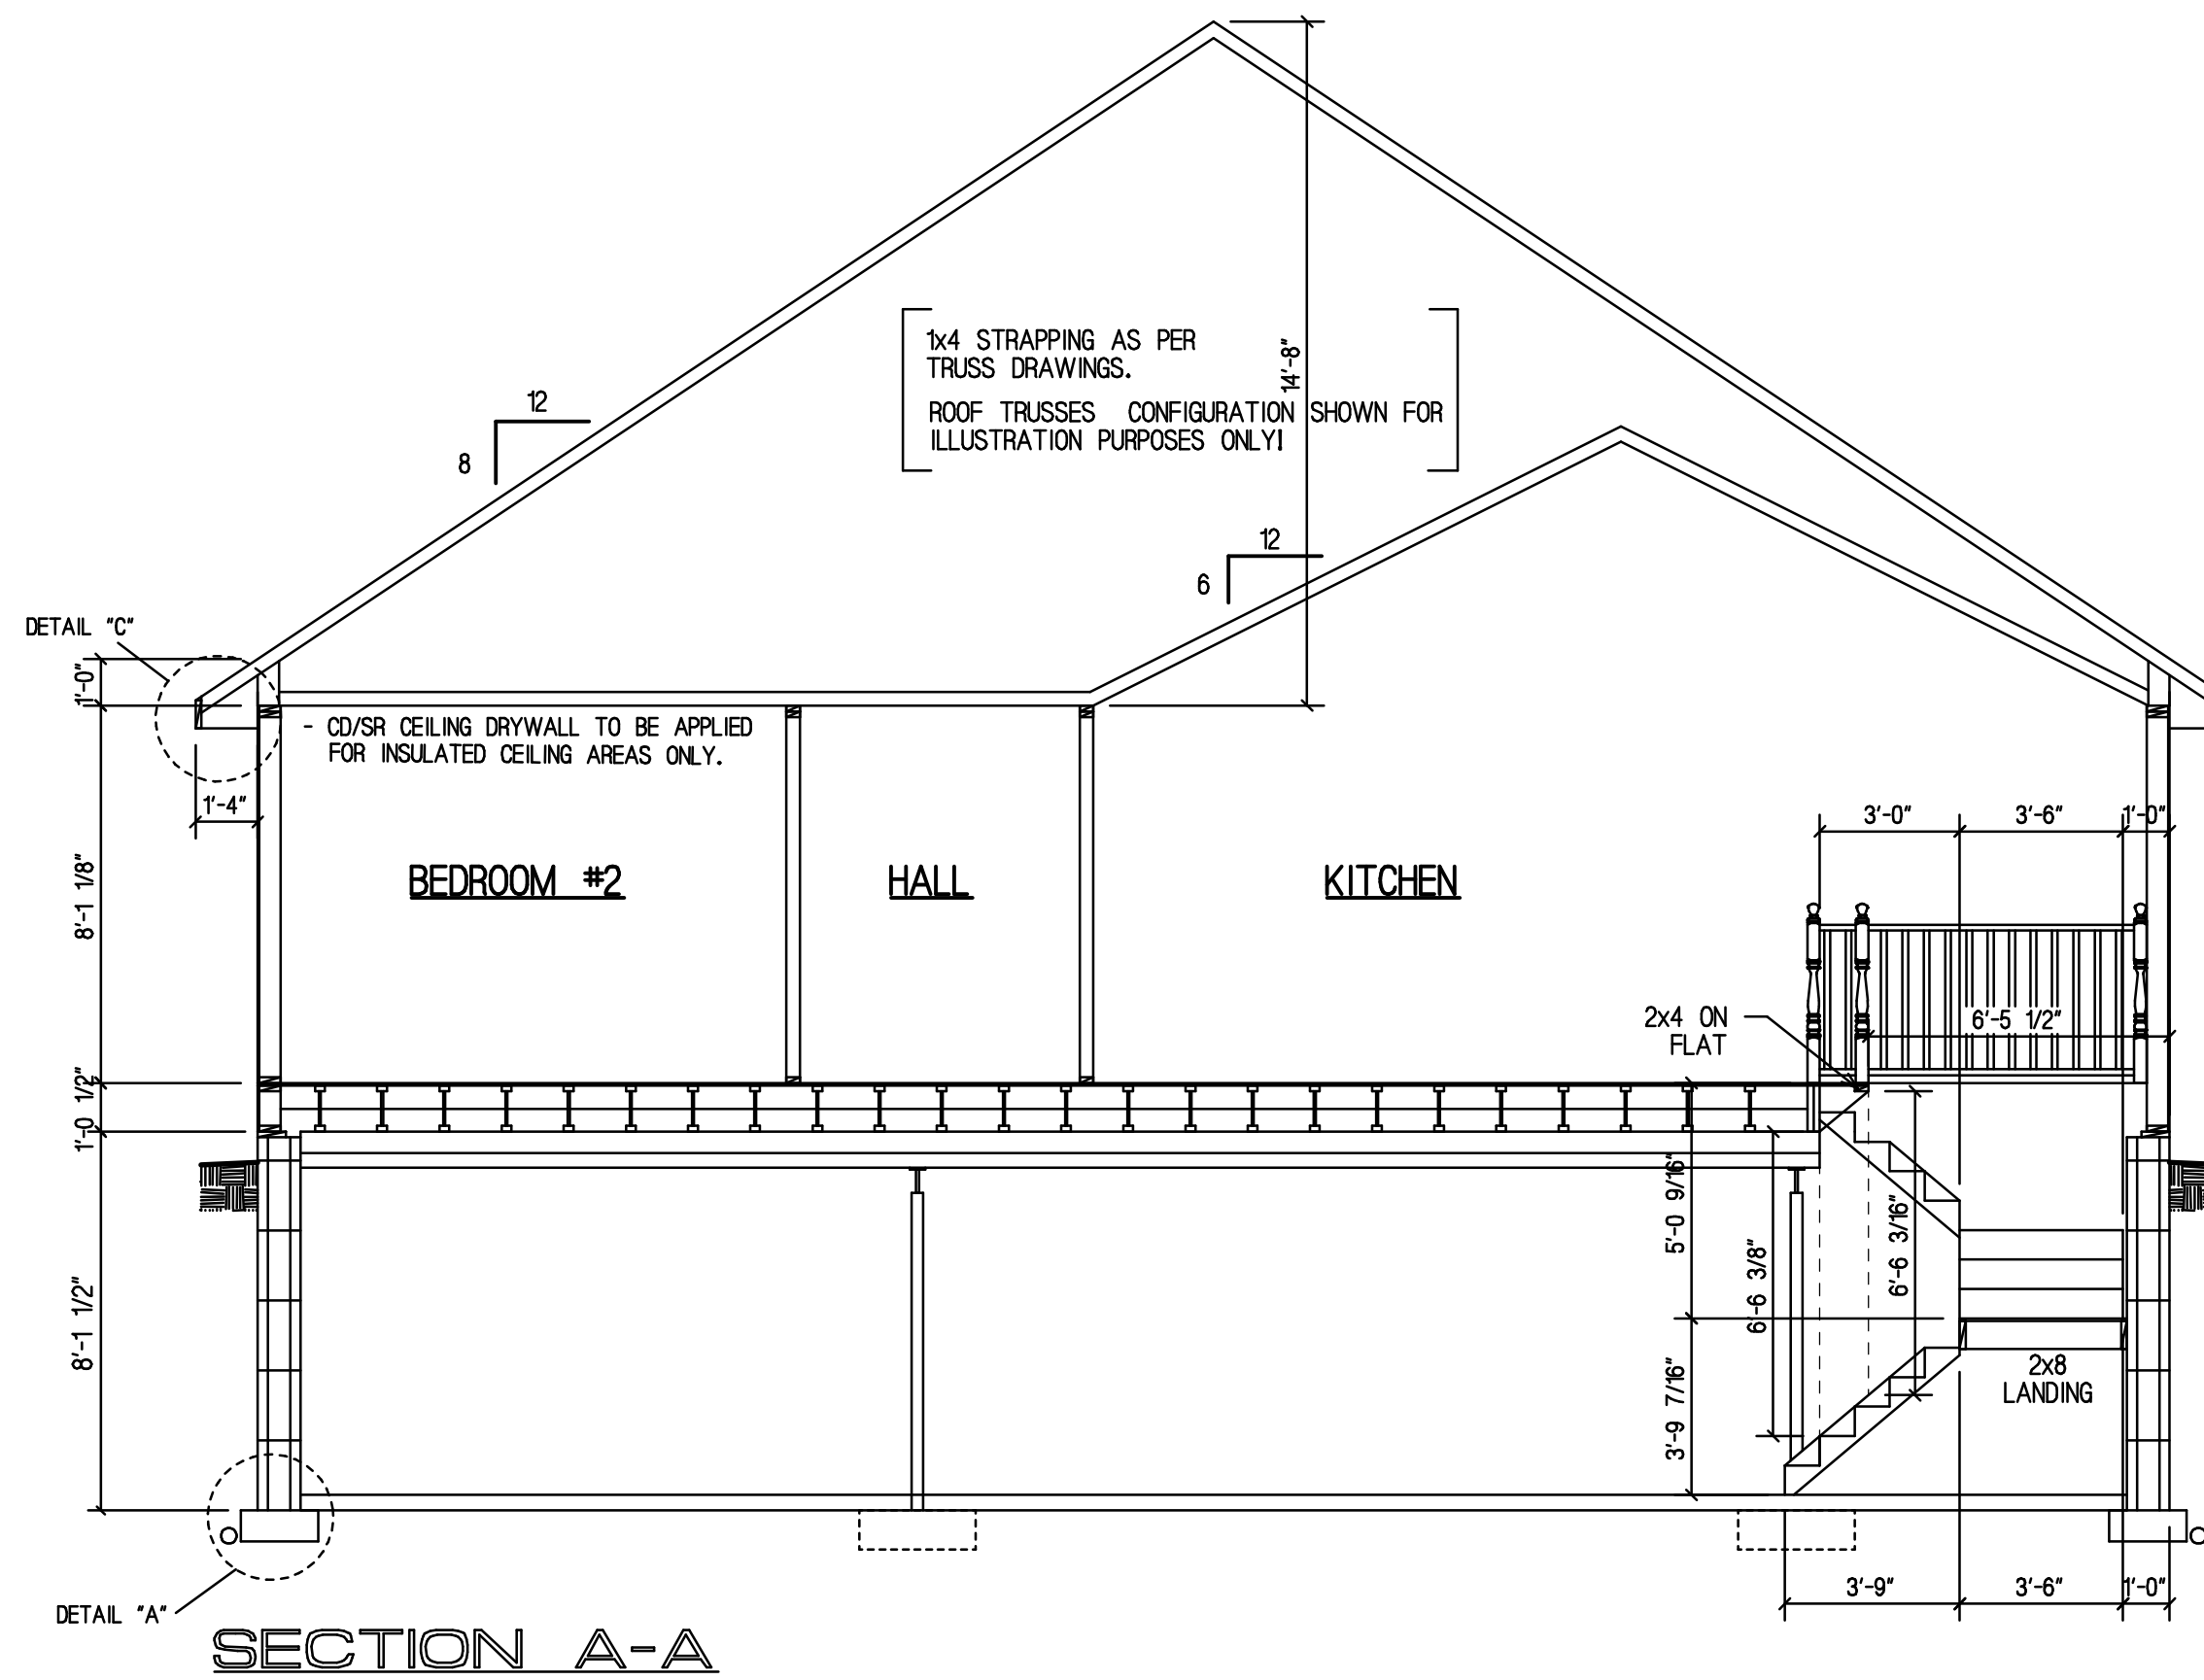 14'-8"
1x4 STRAPPING AS PER
TRUSS DRAWINGS.
ROOF TRUSSES CONFIGURATION SHOWN FOR
ILLUSTRATION PURPOSES ONLY!
12
8
12
6
DETAIL "C"
1'-0"
- CD/SR CEILING DRYWALL TO BE APPLIED
FOR INSULATED CEILING AREAS ONLY.
1'-4"
3'-0"
3'-6"
1'-0"
8'-1 1/8"
BEDROOM #2
HALL
KITCHEN
2x4 ON
FLAT
6'-5 1/2"
1'-0 1/2"
5'-0 9/16"
6'-6 3/8"
6'-6 3/16"
8'-1 1/2"
3'-9 7/16"
2x8
LANDING
3'-9"
3'-6"
1'-0"
DETAIL "A"
SECTION A-A